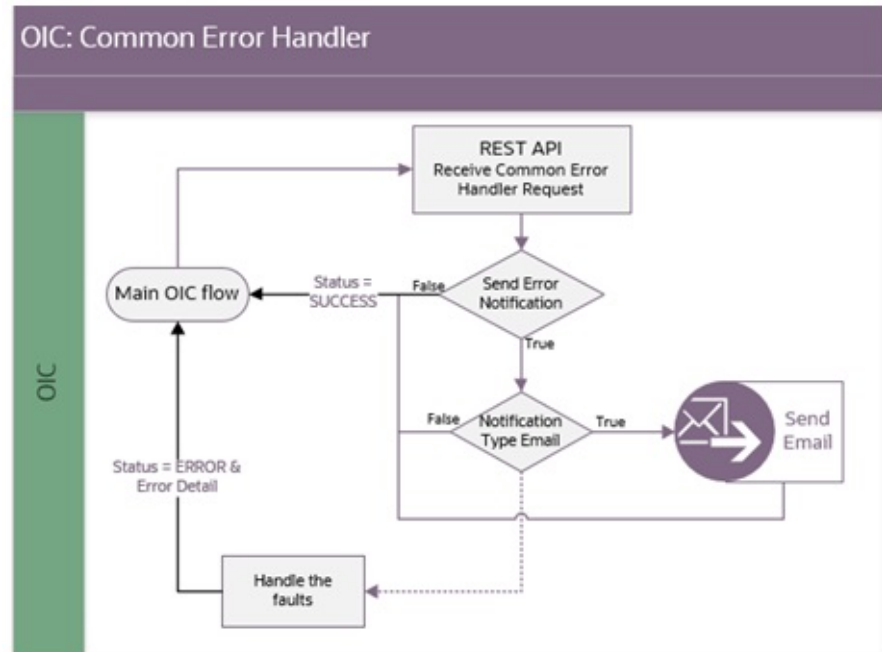 OIC: Common Error Handler
OIC
REST API
Receive Common Error
Handler Request
Main OIC flow
Status =
SUCCESS
False
Send Error
Notification
True
False
Notification
Type Email
True
Send
Email
Status = ERROR &
Error Detail
Handle the
faults